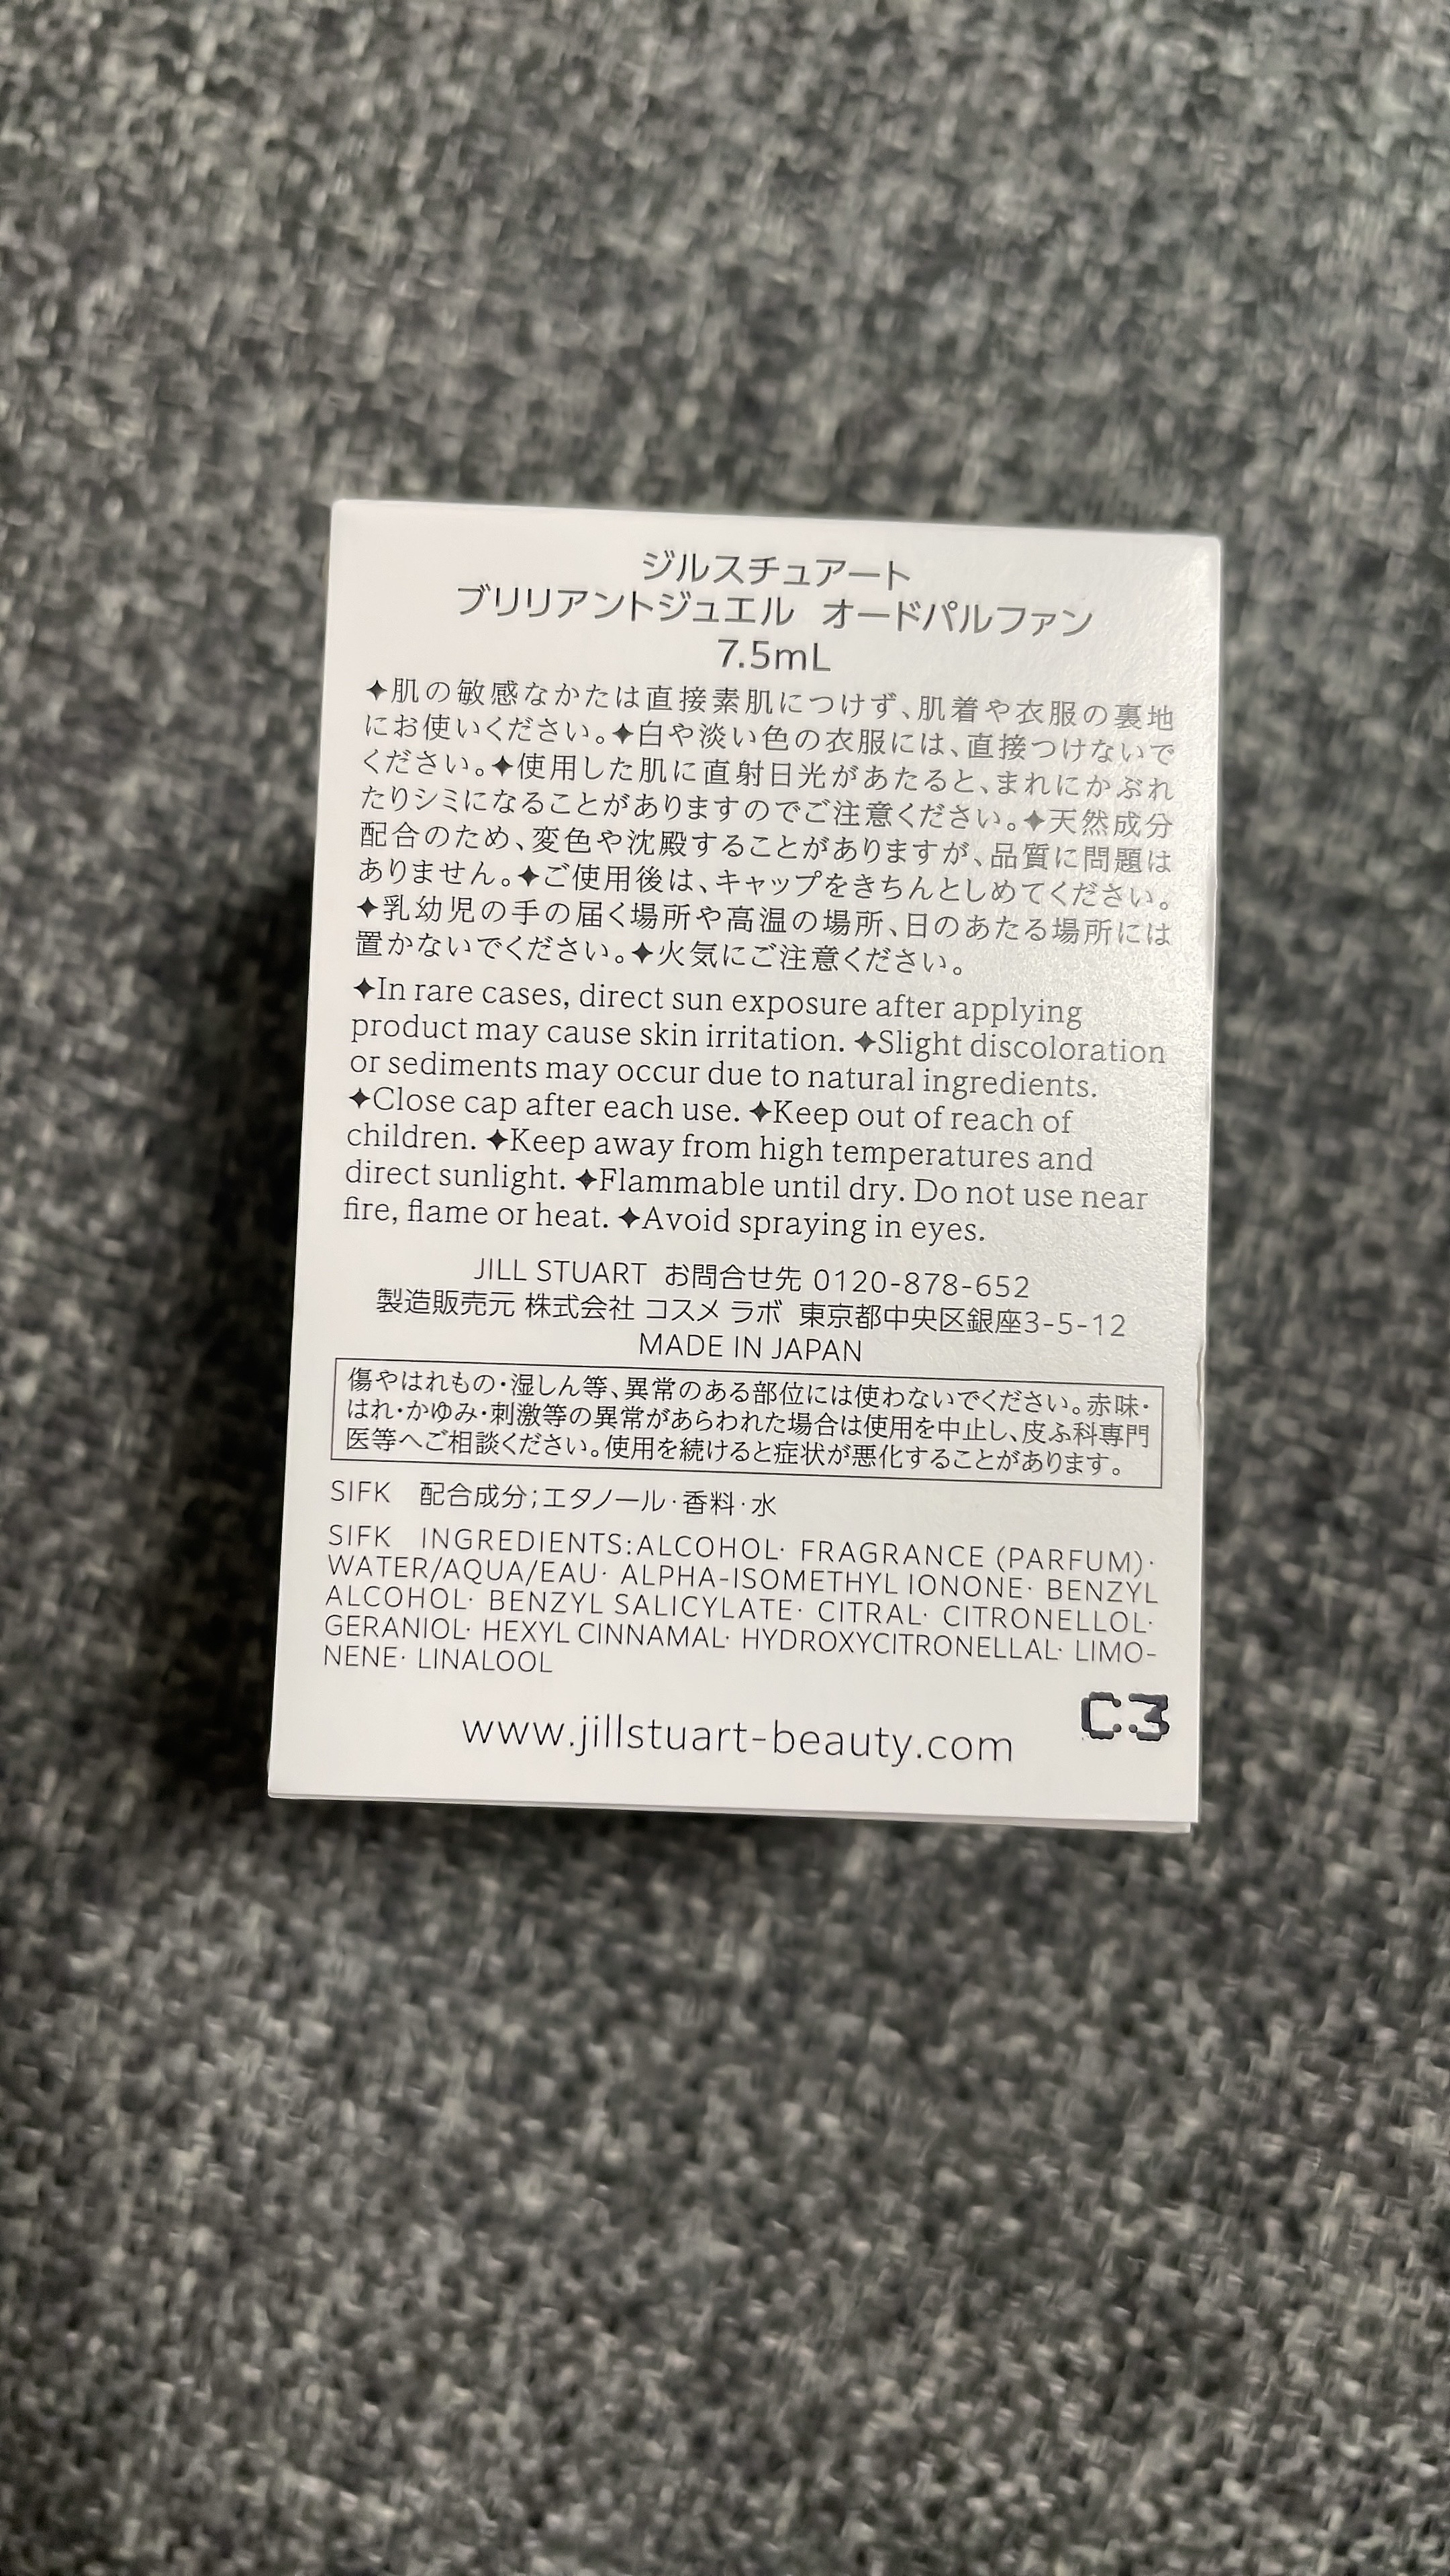 ジルスチュアート
ブリリアントジュエル オードパルファン
7.5mL
✦肌の敏感なかたは直接素肌につけず、肌着や衣服の裏地
にお使いください。✦白や淡い色の衣服には、直接つけないで
ください。✦使用した肌に直射日光があたると、まれにかぶれ
たりシミになることがありますのでご注意ください。✦天然成分
配合のため、変色や沈殿することがありますが、品質に問題は
ありません。✦ご使用後は、キャップをきちんとしめてください。
✦乳幼児の手の届く場所や高温の場所、日のあたる場所には
置かないでください。✦火気にご注意ください。
✦In rare cases, direct sun exposure after applying
product may cause skin irritation. ✦Slight discoloration
or sediments may occur due to natural ingredients.
✦Close cap after each use. ✦Keep out of reach of
children. ✦Keep away from high temperatures and
direct sunlight. ✦Flammable until dry. Do not use near
fire, flame or heat. ✦Avoid spraying in eyes.
JILL STUART お問合せ先 0120-878-652
製造販売元 株式会社 コスメ ラボ 東京都中央区銀座3-5-12
MADE IN JAPAN
傷やはれもの・湿しん等、異常のある部位には使わないでください。赤味・
はれ・かゆみ・刺激等の異常があらわれた場合は使用を中止し、皮ふ科専門
医等へご相談ください。使用を続けると症状が悪化することがあります。
SIFK 配合成分;エタノール・香料・水
SIFK INGREDIENTS:ALCOHOL· FRAGRANCE (PARFUM)·
WATER/AQUA/EAU· ALPHA-ISOMETHYL IONONE· BENZYL
ALCOHOL· BENZYL SALICYLATE· CITRAL· CITRONELLOL·
GERANIOL· HEXYL CINNAMAL· HYDROXYCITRONELLAL· LIMO-
NENE· LINALOOL
C3
www.jillstuart-beauty.com